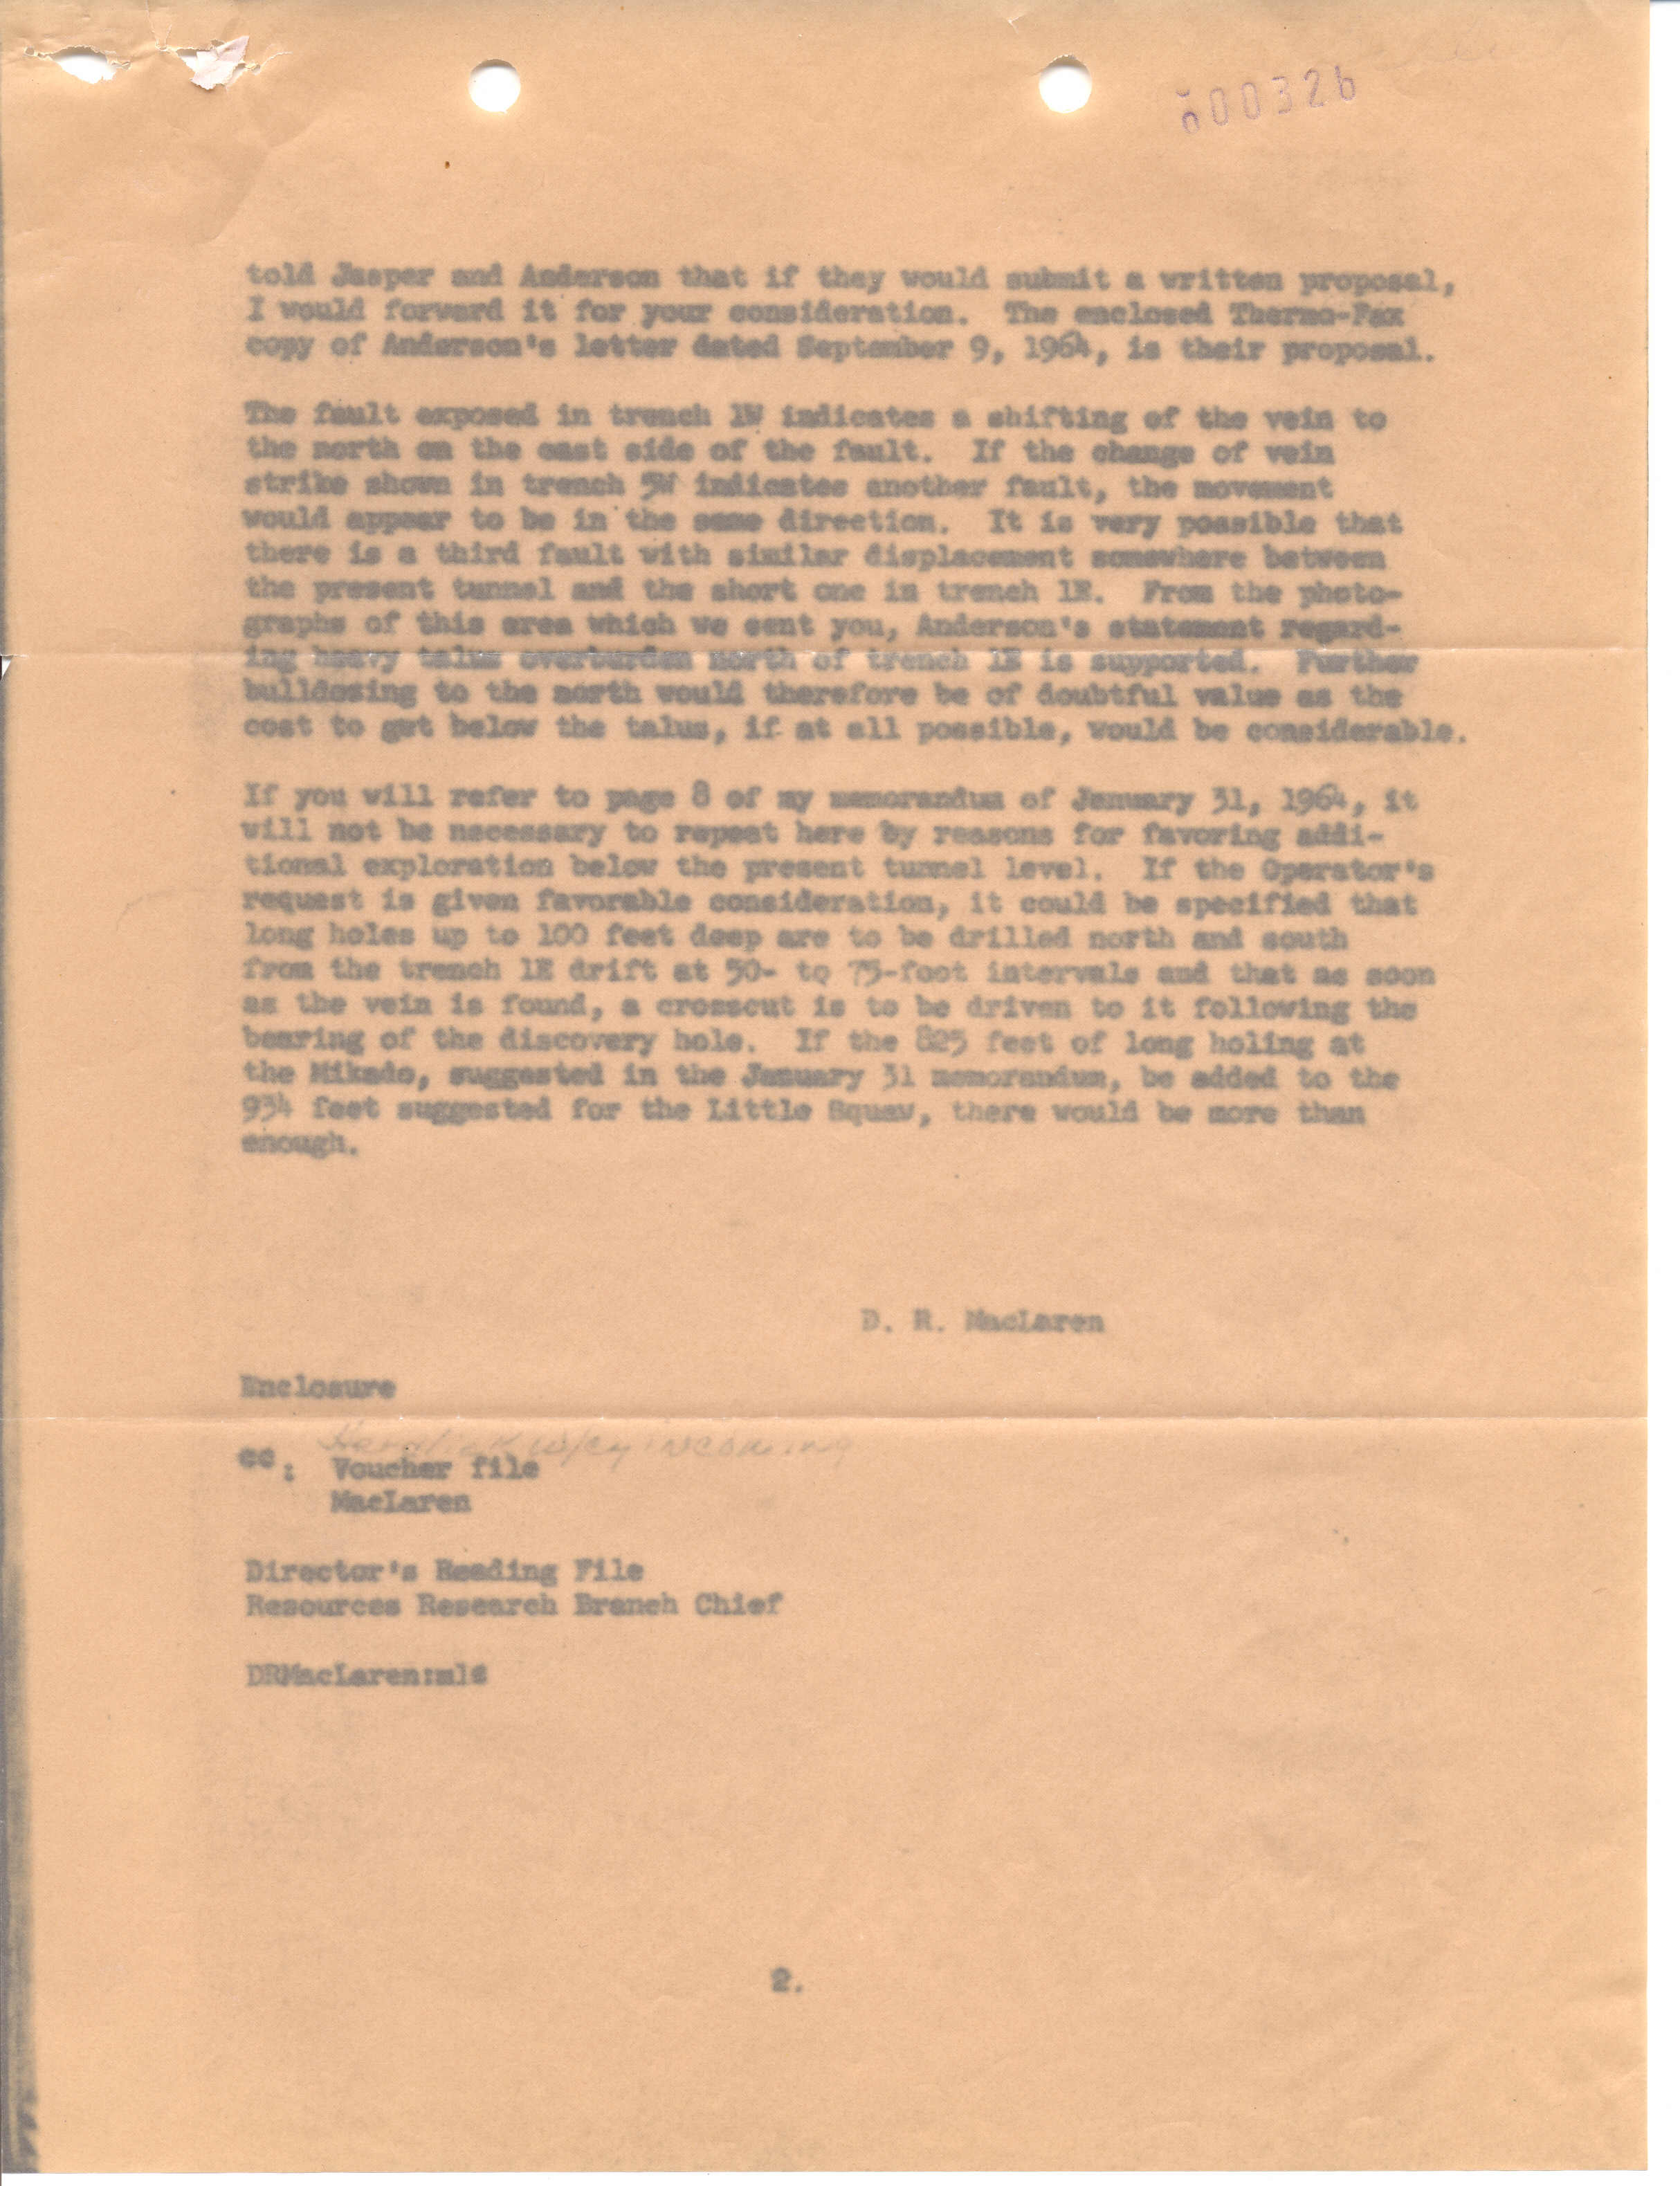 600326
told Jasper and Anderson that if they would submit a written proposal,
I would forward it for your consideration. The enclosed Thermo-Fax
copy of Anderson's letter dated September 9, 1964, is their proposal.
The fault exposed in trench 1W indicates a shifting of the vein to
the north on the east side of the fault. If the change of vein
strike shown in trench 5W indicates another fault, the movement
would appear to be in the same direction. It is very possible that
there is a third fault with similar displacement somewhere between
the present tunnel and the short one in trench 1E. From the photo-
graphs of this area which we sent you, Anderson's statement regard-
ing heavy talus overburden north of trench 1E is supported. Further
bulldozing to the north would therefore be of doubtful value as the
cost to get below the talus, if at all possible, would be considerable.
If you will refer to page 8 of my memorandum of January 31, 1964, it
will not be necessary to repeat here by reasons for favoring addi-
tional exploration below the present tunnel level. If the Operator's
request is given favorable consideration, it could be specified that
long holes up to 100 feet deep are to be drilled north and south
from the trench 1E drift at 50- to 75-foot intervals and that as soon
as the vein is found, a crosscut is to be driven to it following the
bearing of the discovery hole. If the 825 feet of long holing at
the Mikado, suggested in the January 31 memorandum, be added to the
934 feet suggested for the Little Squaw, there would be more than
enough.
D. R. MacLaren
Enclosure
w/cy incoming
cc: Voucher file
MacLaren
Director's Reading File
Resources Research Branch Chief
DRMacLaren:mls
2.